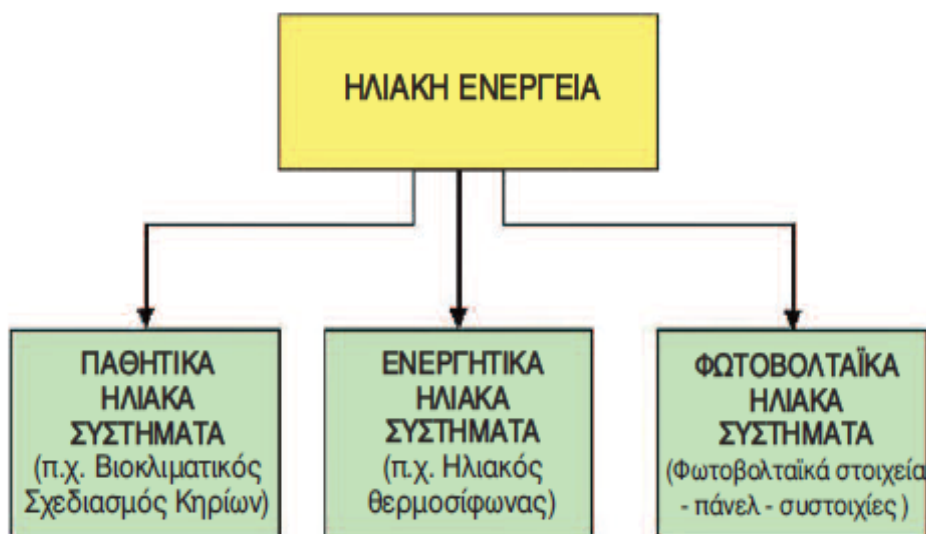 ΗΛΙΑΚΗ ΕΝΕΡΓΕΙΑ
ΠΑΘΗΤΙΚΑ
ΗΛΙΑΚΑ
ΣΥΣΤΗΜΑΤΑ
(π.χ. Βιοκλιματικός
Σχεδιασμός Κηρίων)
ΕΝΕΡΓΗΤΙΚΑ
ΗΛΙΑΚΑ
ΣΥΣΤΗΜΑΤΑ
(π.χ. Ηλιακός
θερμοσίφωνας)
ΦΩΤΟΒΟΛΤΑΪΚΑ
ΗΛΙΑΚΑ
ΣΥΣΤΗΜΑΤΑ
(Φωτοβολταϊκά στοιχεία
- πάνελ - συστοιχίες )